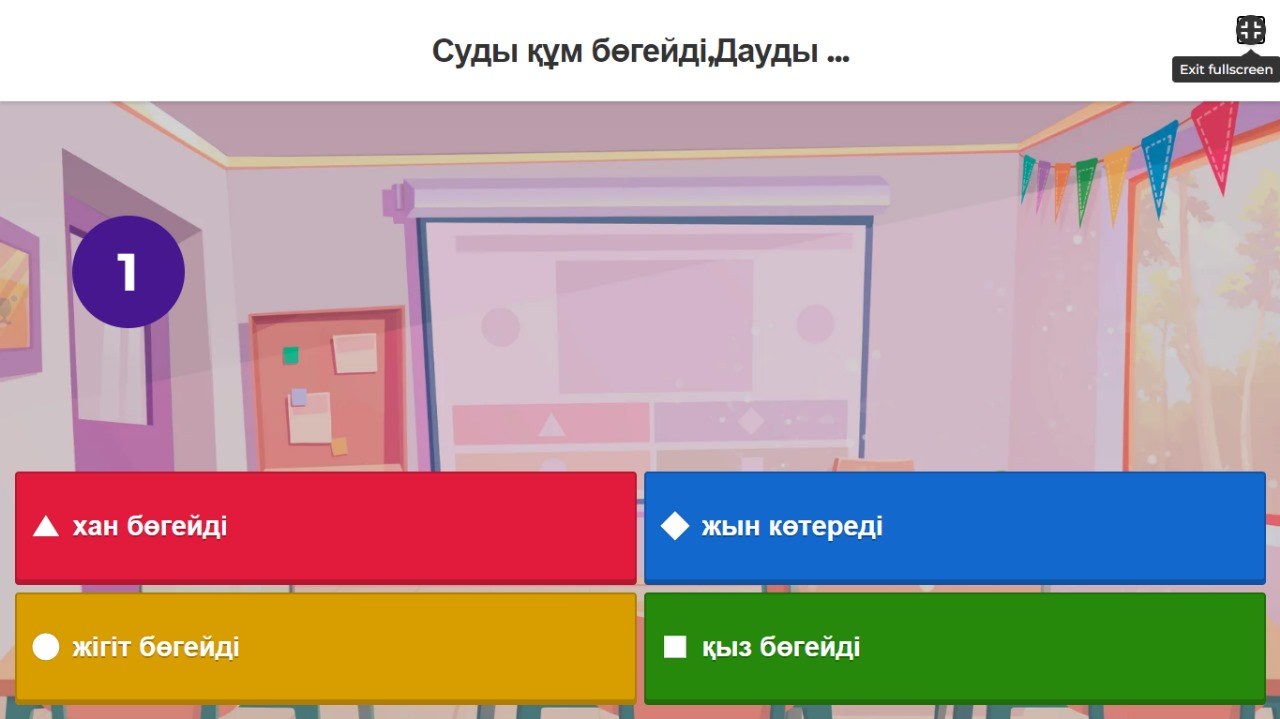 Суды құм бөгейді,Дауды ...
Exit fullscreen
1
хан бөгейді
жын көтереді
жігіт бөгейді
қыз бөгейді